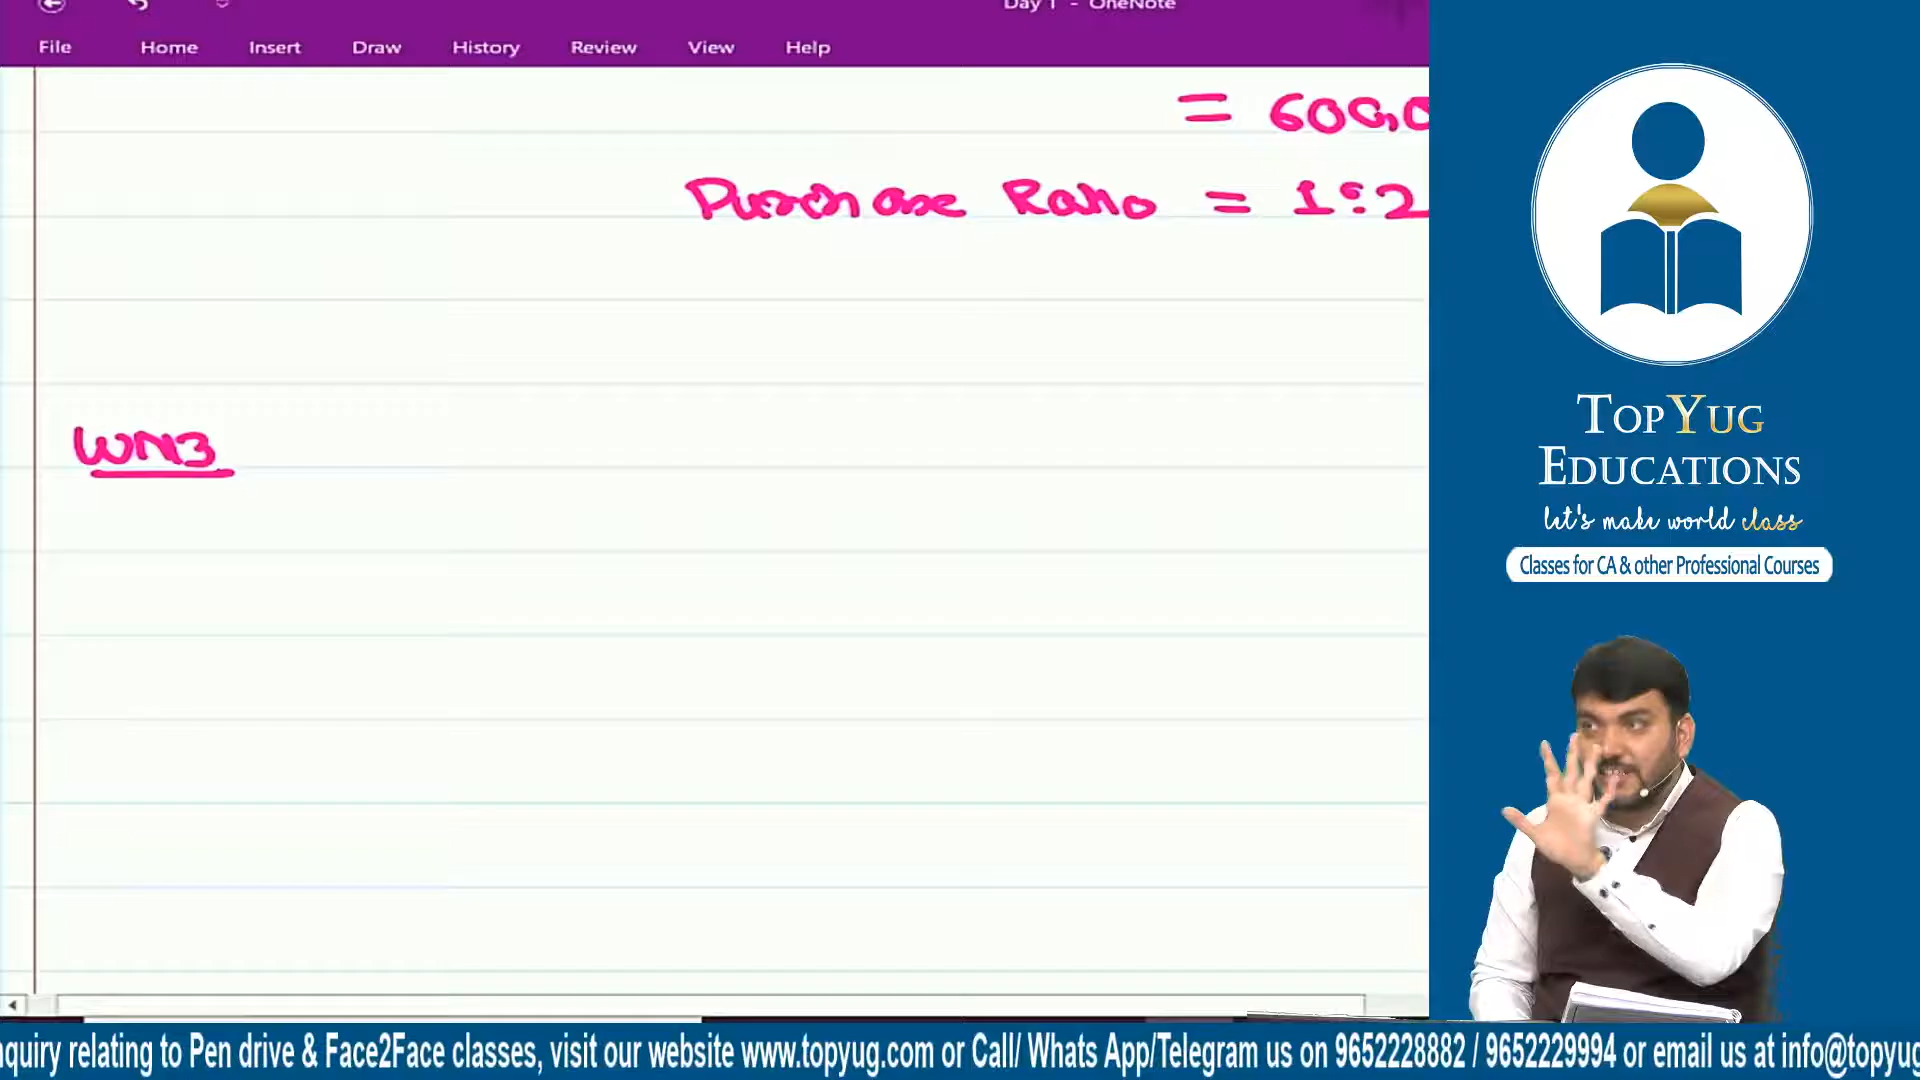 Day 1 - OneNote
File Home Insert Draw History Review View Help
= 600,0
Purchase Ratio = 1:2
WN3
TOPYUG
EDUCATIONS
let's make world class
Classes for CA & other Professional Courses
nquiry relating to Pen drive & Face2Face classes, visit our website www.topyug.com or Call/ Whats App/Telegram us on 9652228882 / 9652229994 or email us at info@topyug